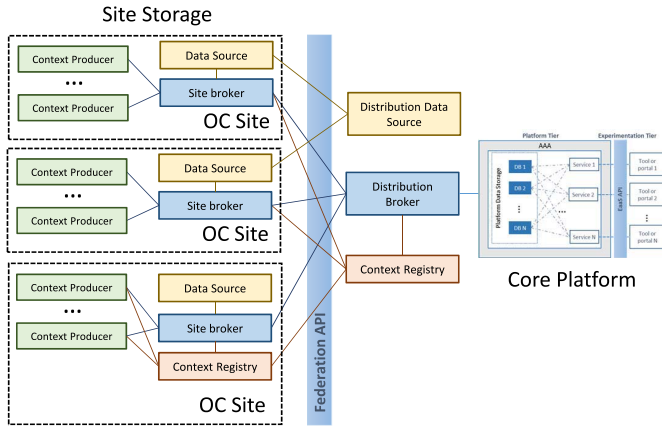 Site Storage
Context Producer
...
Context Producer
Data Source
Site broker
OC Site
Context Producer
...
Context Producer
Data Source
Site broker
OC Site
Context Producer
...
Context Producer
Data Source
Site broker
Context Registry
OC Site
Federation API
Distribution Data
Source
Distribution
Broker
Context Registry
Platform Tier
Experimentation Tier
AAA
Platform Data Storage
DB 1
DB 2
...
DB N
Service 1
Service 2
...
Service N
EaaS API
Tool or
portal 1
Tool or
portal 2
...
Tool or
portal N
Core Platform